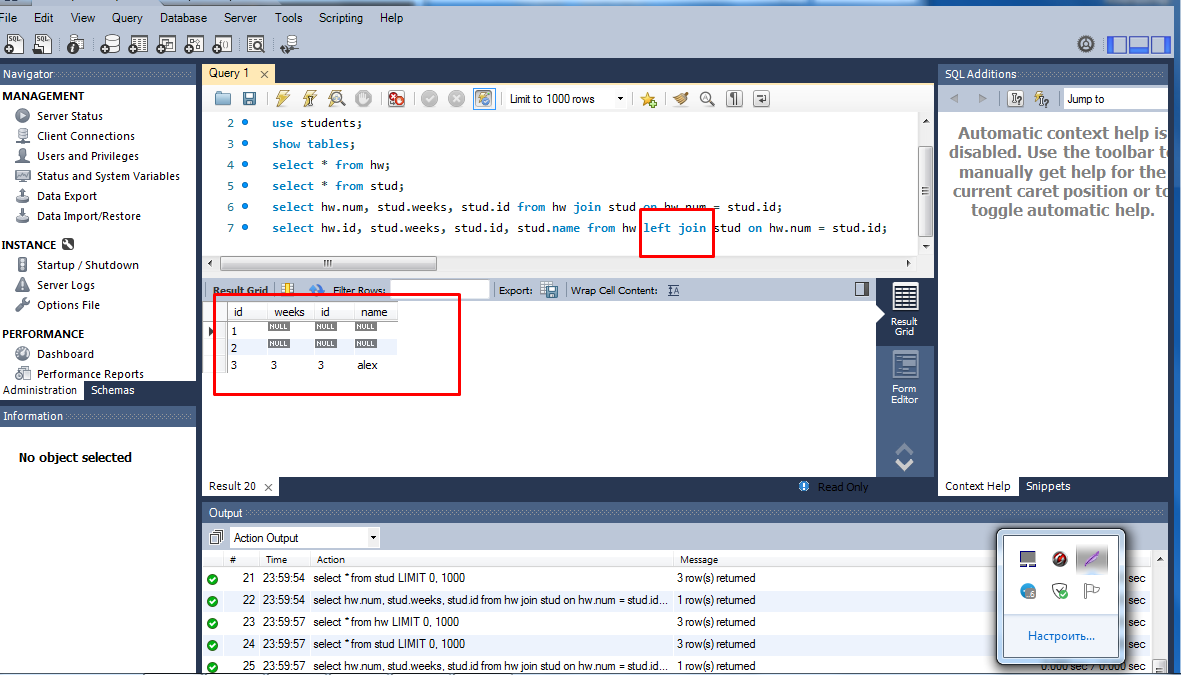 File Edit View Query Database Server Tools Scripting Help
Navigator
MANAGEMENT
Server Status
Client Connections
Users and Privileges
Status and System Variables
Data Export
Data Import/Restore
INSTANCE
Startup / Shutdown
Server Logs
Options File
PERFORMANCE
Dashboard
Performance Reports
Administration Schemas
Information
No object selected
Query 1
Limit to 1000 rows
2 use students;
3 show tables;
4 select * from hw;
5 select * from stud;
6 select hw.num, stud.weeks, stud.id from hw join stud on hw.num = stud.id;
7 select hw.id, stud.weeks, stud.id, stud.name from hw left join stud on hw.num = stud.id;
Result Grid Filter Rows: Export: Wrap Cell Content:
id weeks id name
1 NULL NULL NULL
2 NULL NULL NULL
3 3 3 alex
Result Grid
Form Editor
Result 20 Read Only
SQL Additions
Jump to
Automatic context help is
disabled. Use the toolbar to
manually get help for the
current caret position or to
toggle automatic help.
Context Help Snippets
Output
Action Output
# Time Action Message
21 23:59:54 select * from stud LIMIT 0, 1000 3 row(s) returned sec
22 23:59:54 select hw.num, stud.weeks, stud.id from hw join stud on hw.num = stud.id... 1 row(s) returned sec
23 23:59:57 select * from hw LIMIT 0, 1000 3 row(s) returned sec
24 23:59:57 select * from stud LIMIT 0, 1000 3 row(s) returned sec
25 23:59:57 select hw.num, stud.weeks, stud.id from hw join stud on hw.num = stud.id... 1 row(s) returned 0.000 sec / 0.000 sec
Настроить...